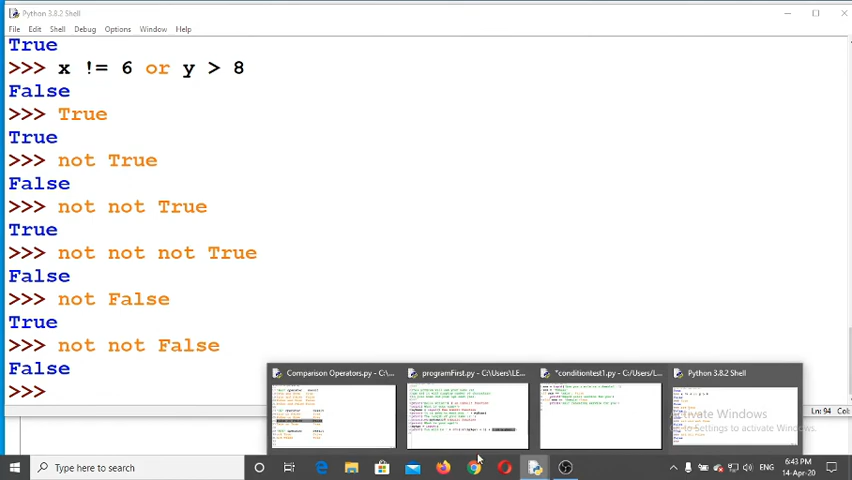 Python 3.8.2 Shell
File Edit Shell Debug Options Window Help
True
>>> x != 6 or y > 8
False
>>> True
True
>>> not True
False
>>> not not True
True
>>> not not not True
False
>>> not False
True
>>> not not False
False
>>>
Comparison Operators.py - C:\...
programFirst.py - C:\Users\LE...
*conditiontest1.py - C:/Users/L...
Python 3.8.2 Shell
Activate Windows
Go to Settings to activate Windows.
Ln: 94 Col:
Type here to search
ENG
6:43 PM
14-Apr-20